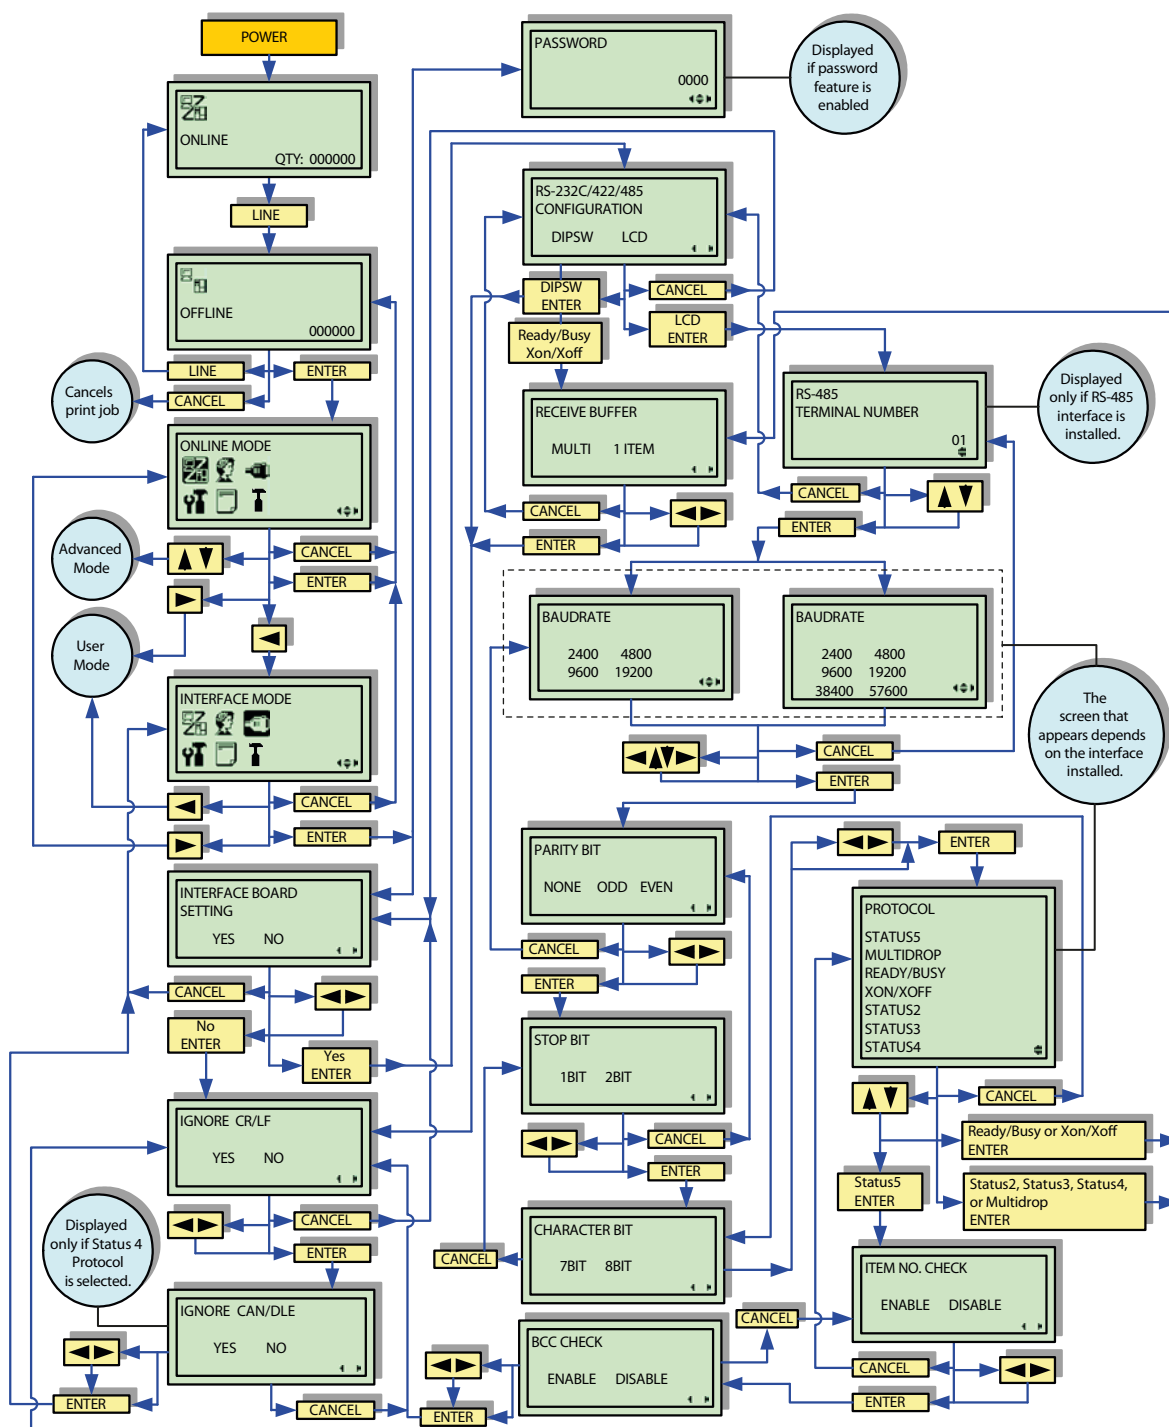 POWER
ONLINE
QTY: 000000
LINE
OFFLINE
000000
LINE
ENTER
CANCEL
Cancels
print job
ONLINE MODE
CANCEL
ENTER
Advanced
Mode
User
Mode
INTERFACE MODE
CANCEL
ENTER
INTERFACE BOARD
SETTING
YES NO
CANCEL
No
ENTER
Yes
ENTER
IGNORE CR/LF
YES NO
CANCEL
ENTER
Displayed
only if Status 4
Protocol
is selected.
IGNORE CAN/DLE
YES NO
ENTER
CANCEL
PASSWORD
0000
Displayed
if password
feature is
enabled
RS-232C/422/485
CONFIGURATION
DIPSW LCD
DIPSW
ENTER
CANCEL
Ready/Busy
Xon/Xoff
LCD
ENTER
RECEIVE BUFFER
MULTI 1 ITEM
CANCEL
ENTER
RS-485
TERMINAL NUMBER
01
Displayed
only if RS-485
interface is
installed.
CANCEL
ENTER
BAUDRATE
2400 4800
9600 19200
BAUDRATE
2400 4800
9600 19200
38400 57600
The
screen that
appears depends
on the interface
installed.
CANCEL
ENTER
PARITY BIT
NONE ODD EVEN
CANCEL
ENTER
STOP BIT
1BIT 2BIT
CANCEL
ENTER
CHARACTER BIT
7BIT 8BIT
CANCEL
ENTER
PROTOCOL
STATUS5
MULTIDROP
READY/BUSY
XON/XOFF
STATUS2
STATUS3
STATUS4
CANCEL
Ready/Busy or Xon/Xoff
ENTER
Status5
ENTER
Status2, Status3, Status4,
or Multidrop
ENTER
ITEM NO. CHECK
ENABLE DISABLE
CANCEL
ENTER
CANCEL
BCC CHECK
ENABLE DISABLE
ENTER